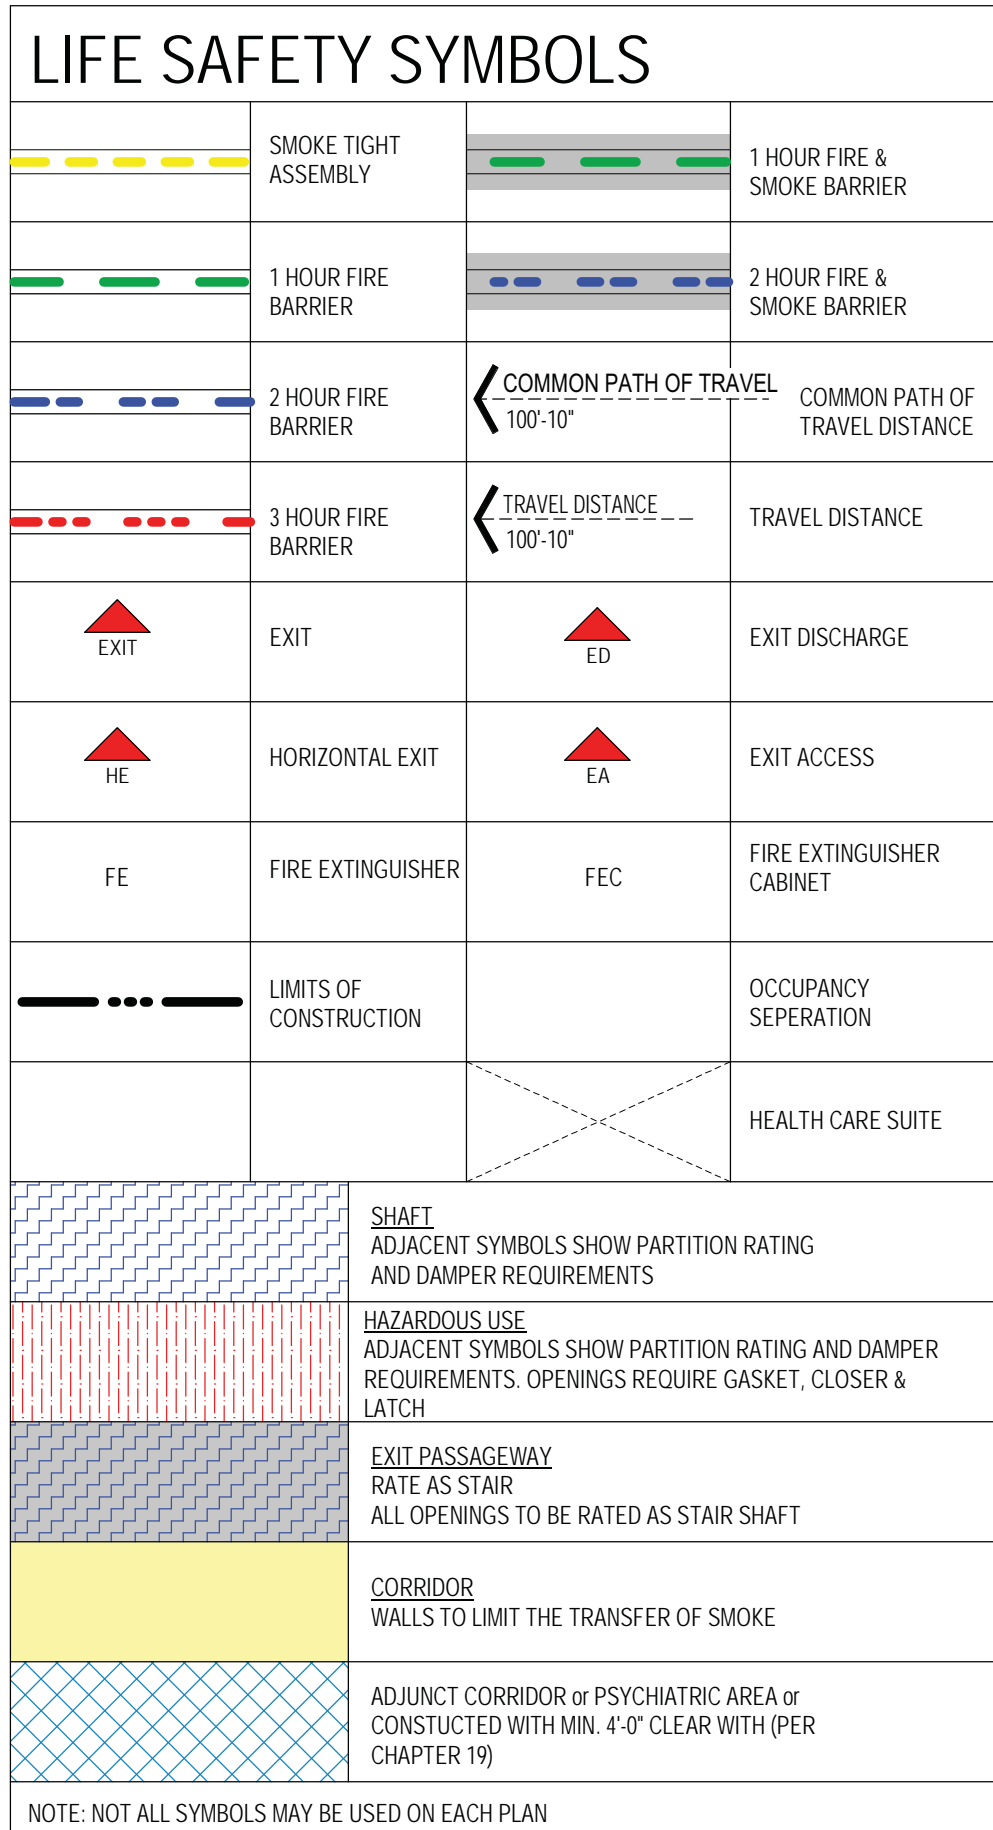 LIFE SAFETY SYMBOLS
SMOKE TIGHT
ASSEMBLY
1 HOUR FIRE &
SMOKE BARRIER
1 HOUR FIRE
BARRIER
2 HOUR FIRE &
SMOKE BARRIER
2 HOUR FIRE
BARRIER
COMMON PATH OF TRAVEL
100'-10"
COMMON PATH OF
TRAVEL DISTANCE
3 HOUR FIRE
BARRIER
TRAVEL DISTANCE
100'-10"
TRAVEL DISTANCE
EXIT
EXIT
ED
EXIT DISCHARGE
HE
HORIZONTAL EXIT
EA
EXIT ACCESS
FE
FIRE EXTINGUISHER
FEC
FIRE EXTINGUISHER
CABINET
LIMITS OF
CONSTRUCTION
OCCUPANCY
SEPERATION
HEALTH CARE SUITE
SHAFT
ADJACENT SYMBOLS SHOW PARTITION RATING
AND DAMPER REQUIREMENTS
HAZARDOUS USE
ADJACENT SYMBOLS SHOW PARTITION RATING AND DAMPER
REQUIREMENTS. OPENINGS REQUIRE GASKET, CLOSER &
LATCH
EXIT PASSAGEWAY
RATE AS STAIR
ALL OPENINGS TO BE RATED AS STAIR SHAFT
CORRIDOR
WALLS TO LIMIT THE TRANSFER OF SMOKE
ADJUNCT CORRIDOR or PSYCHIATRIC AREA or
CONSTUCTED WITH MIN. 4'-0" CLEAR WITH (PER
CHAPTER 19)
NOTE: NOT ALL SYMBOLS MAY BE USED ON EACH PLAN